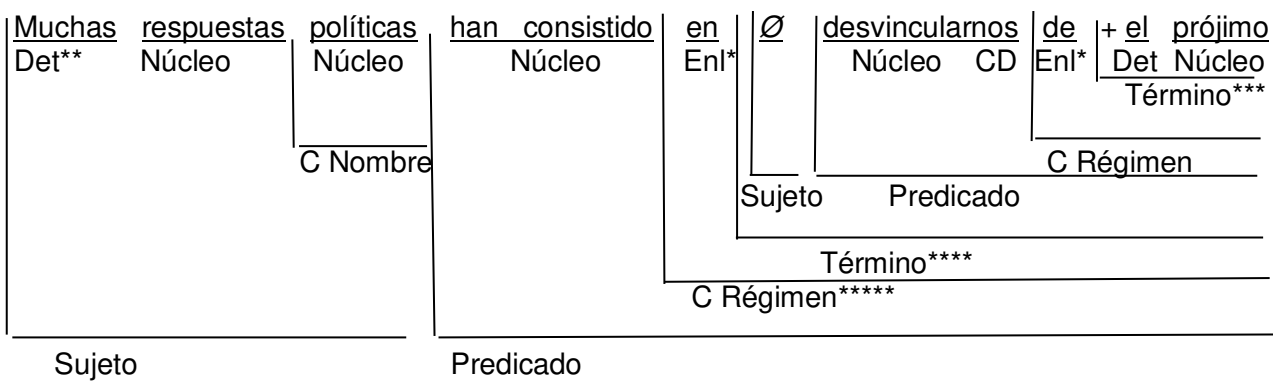 Muchas respuestas políticas han consistido en Ø desvincularnos de + el prójimo
Det** Núcleo Núcleo Núcleo Enl* Núcleo CD Enl* Det Núcleo
Término***
C Nombre C Régimen
Sujeto Predicado
Término****
C Régimen*****
Sujeto Predicado